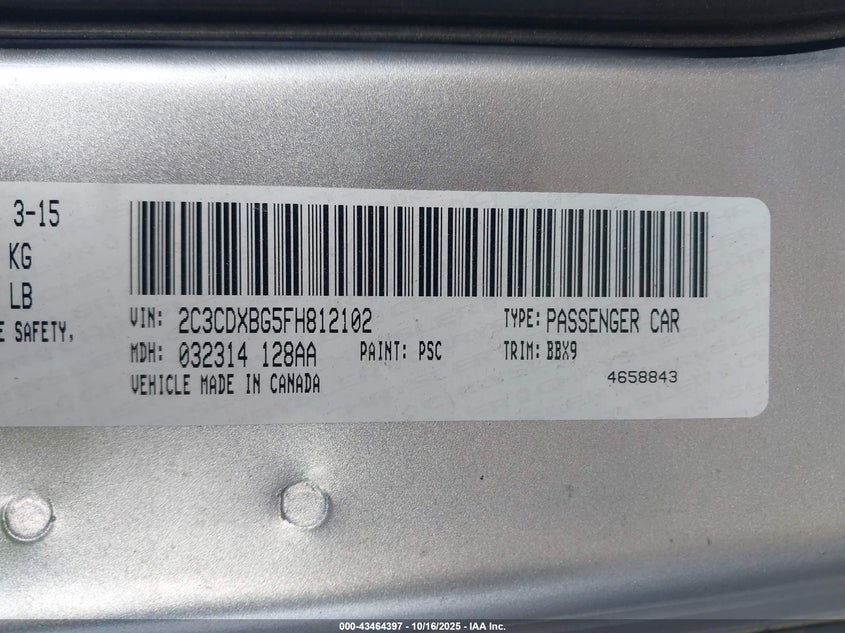 3-15
KG
LB
E SAFETY,
VIN: 2C3CDXBG5FH812102 TYPE: PASSENGER CAR
MDH: 032314 128AA PAINT: PSC TRIM: BBX9
VEHICLE MADE IN CANADA 4658843
000-43464397 - 10/16/2025 - IAA Inc.